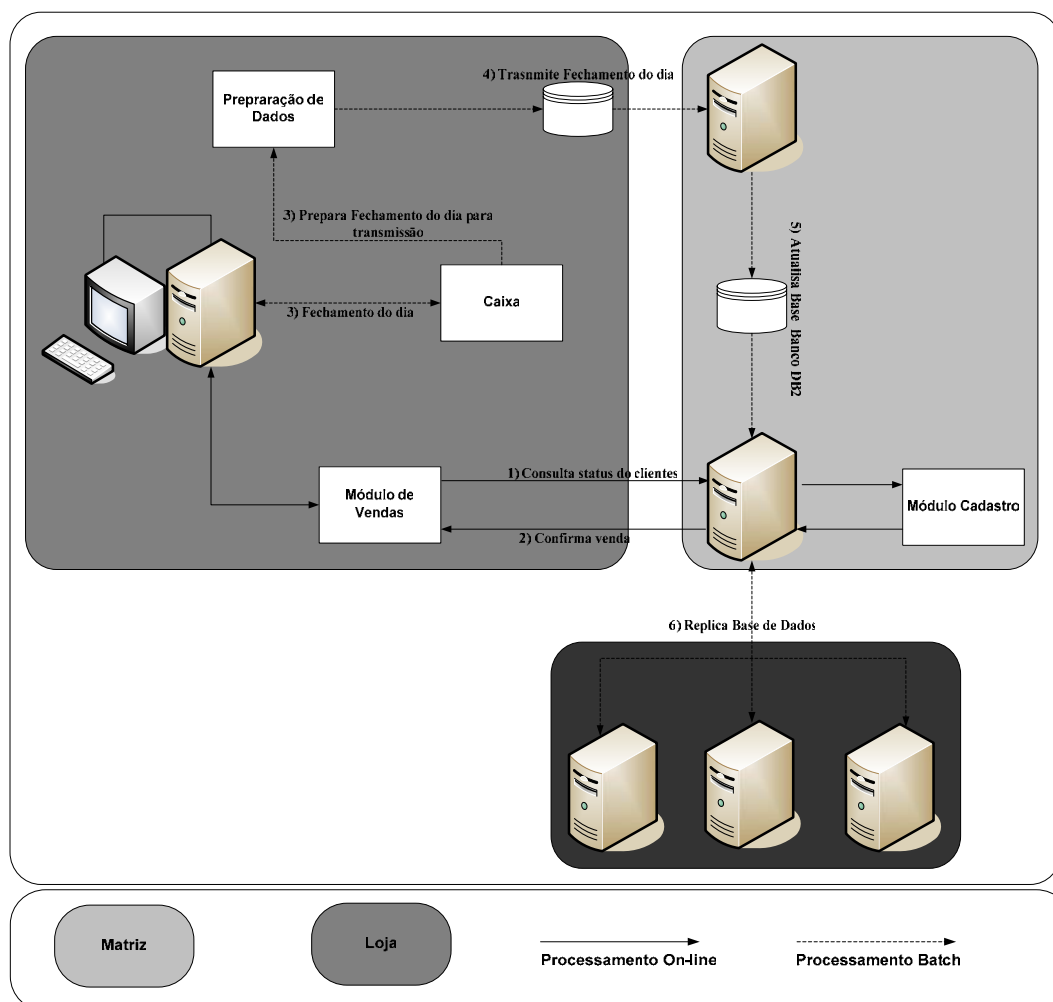 4) Trasnmite Fechamento do dia
Prepraração de
Dados
3) Prepara Fechamento do dia para
transmissão
5) Atualisa Base Banco DB2
Caixa
3) Fechamento do dia
1) Consulta status do clientes
Módulo de
Vendas
Módulo Cadastro
2) Confirma venda
6) Replica Base de Dados
Matriz
Loja
Processamento On-line
Processamento Batch